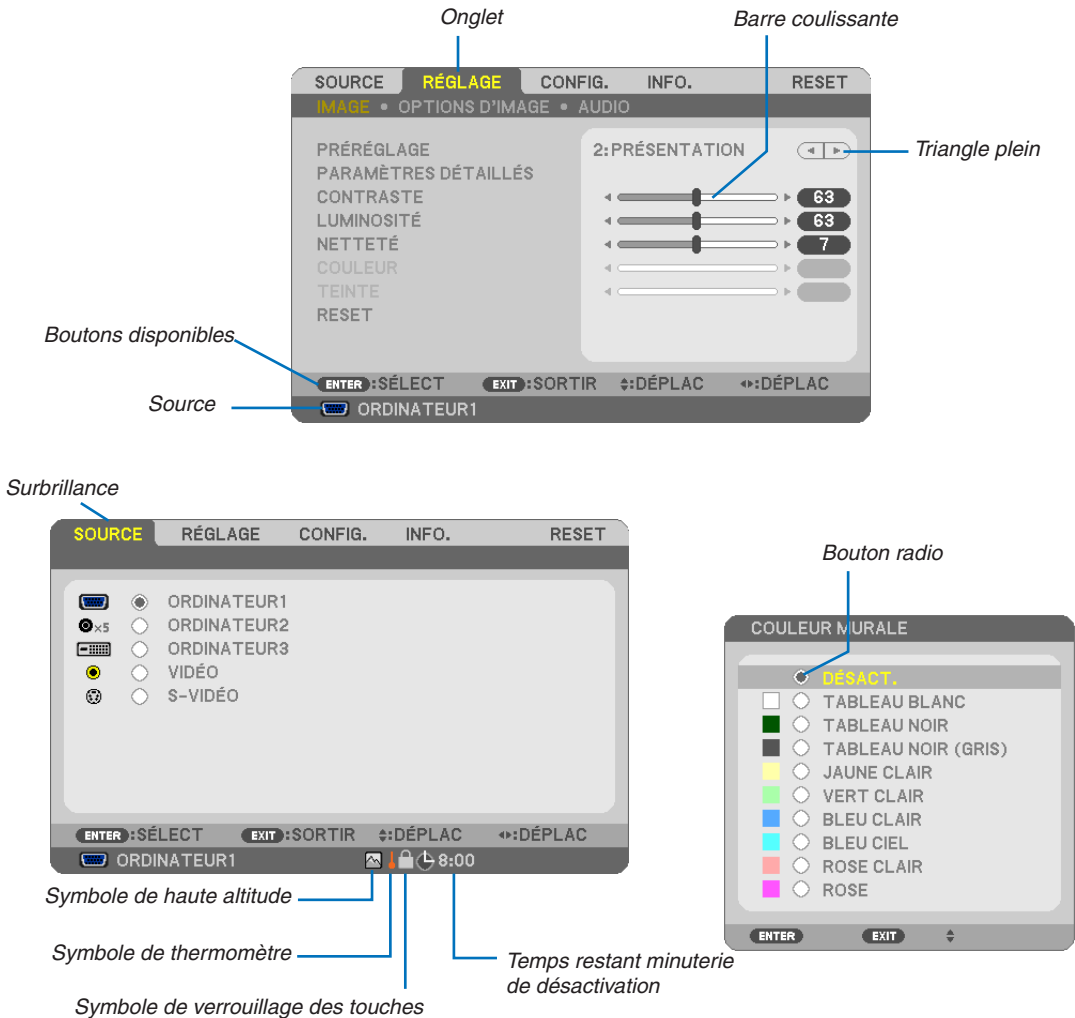 Onglet
Barre coulissante
SOURCE RÉGLAGE CONFIG. INFO. RESET
IMAGE • OPTIONS D'IMAGE • AUDIO
PRÉRÉGLAGE 2:PRÉSENTATION
Triangle plein
PARAMÈTRES DÉTAILLÉS
CONTRASTE 63
LUMINOSITÉ 63
NETTETÉ 7
COULEUR
TEINTE
RESET
Boutons disponibles
ENTER :SÉLECT EXIT :SORTIR :DÉPLAC :DÉPLAC
Source
ORDINATEUR1
Surbrillance
SOURCE RÉGLAGE CONFIG. INFO. RESET
ORDINATEUR1
×5 ORDINATEUR2
ORDINATEUR3
VIDÉO
S-VIDÉO
ENTER :SÉLECT EXIT :SORTIR :DÉPLAC :DÉPLAC
ORDINATEUR1 8:00
Symbole de haute altitude
Symbole de thermomètre
Symbole de verrouillage des touches
Temps restant minuterie
de désactivation
Bouton radio
COULEUR MURALE
DÉSACT.
TABLEAU BLANC
TABLEAU NOIR
TABLEAU NOIR (GRIS)
JAUNE CLAIR
VERT CLAIR
BLEU CLAIR
BLEU CIEL
ROSE CLAIR
ROSE
ENTER EXIT